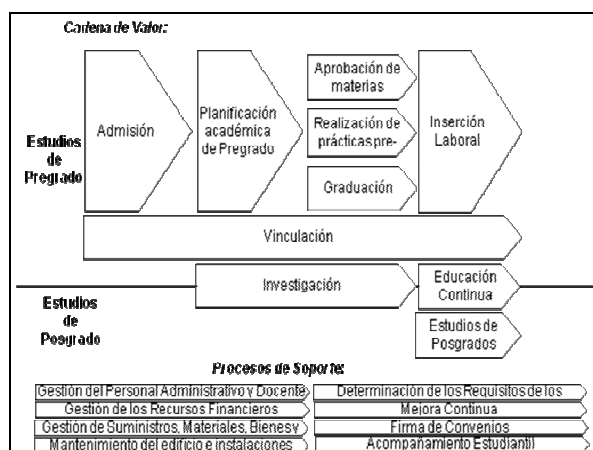 Cadena de Valor:
Estudios
de
Pregrado
Admisión
Planificación
académica
de Pregrado
Aprobación de
materias
Realización de
prácticas pre-
Graduación
Inserción
Laboral
Vinculación
Investigación
Educación
Continua
Estudios
de
Posgrado
Estudios de
Posgrados
Procesos de Soporte:
Gestión del Personal Administrativo y Docente
Determinación de los Requisitos de los
Gestión de los Recursos Financieros
Mejora Continua
Gestión de Suministros, Materiales, Bienes y
Firma de Convenios
Mantenimiento del edificio e instalaciones
Acompañamiento Estudiantil